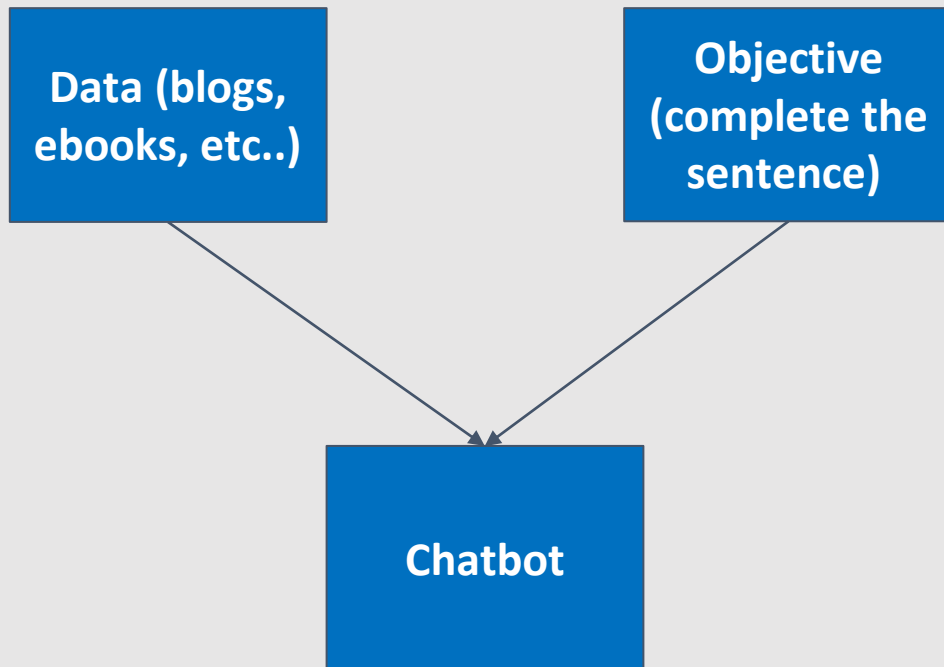 Data (blogs,
ebooks, etc..)
Objective
(complete the
sentence)
Chatbot